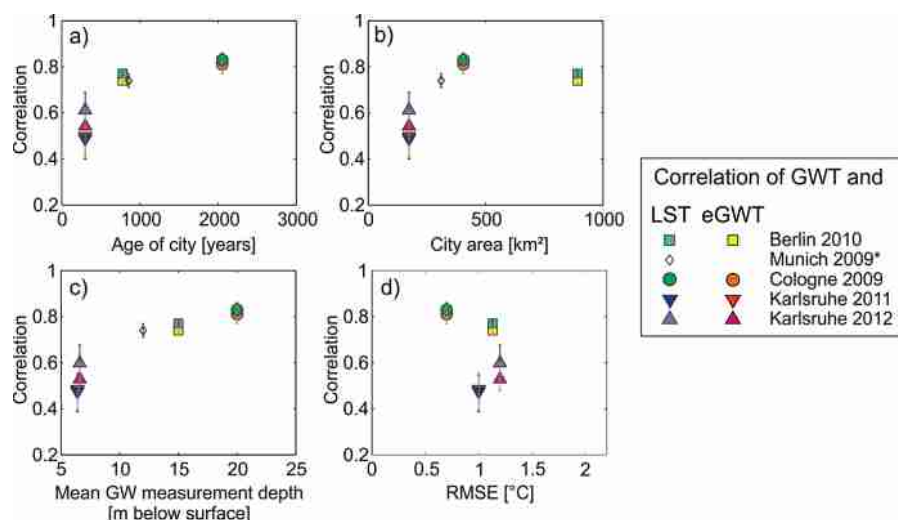 a)
Correlation
1
0.8
0.6
0.4
0.2
0 1000 2000 3000
Age of city [years]
b)
Correlation
1
0.8
0.6
0.4
0.2
0 500 1000
City area [km²]
c)
Correlation
1
0.8
0.6
0.4
0.2
5 10 15 20 25
Mean GW measurement depth
[m below surface]
d)
Correlation
1
0.8
0.6
0.4
0.2
0 1 2
RMSE [°C]
Correlation of GWT and
LST eGWT
Berlin 2010
Munich 2009*
Cologne 2009
Karlsruhe 2011
Karlsruhe 2012